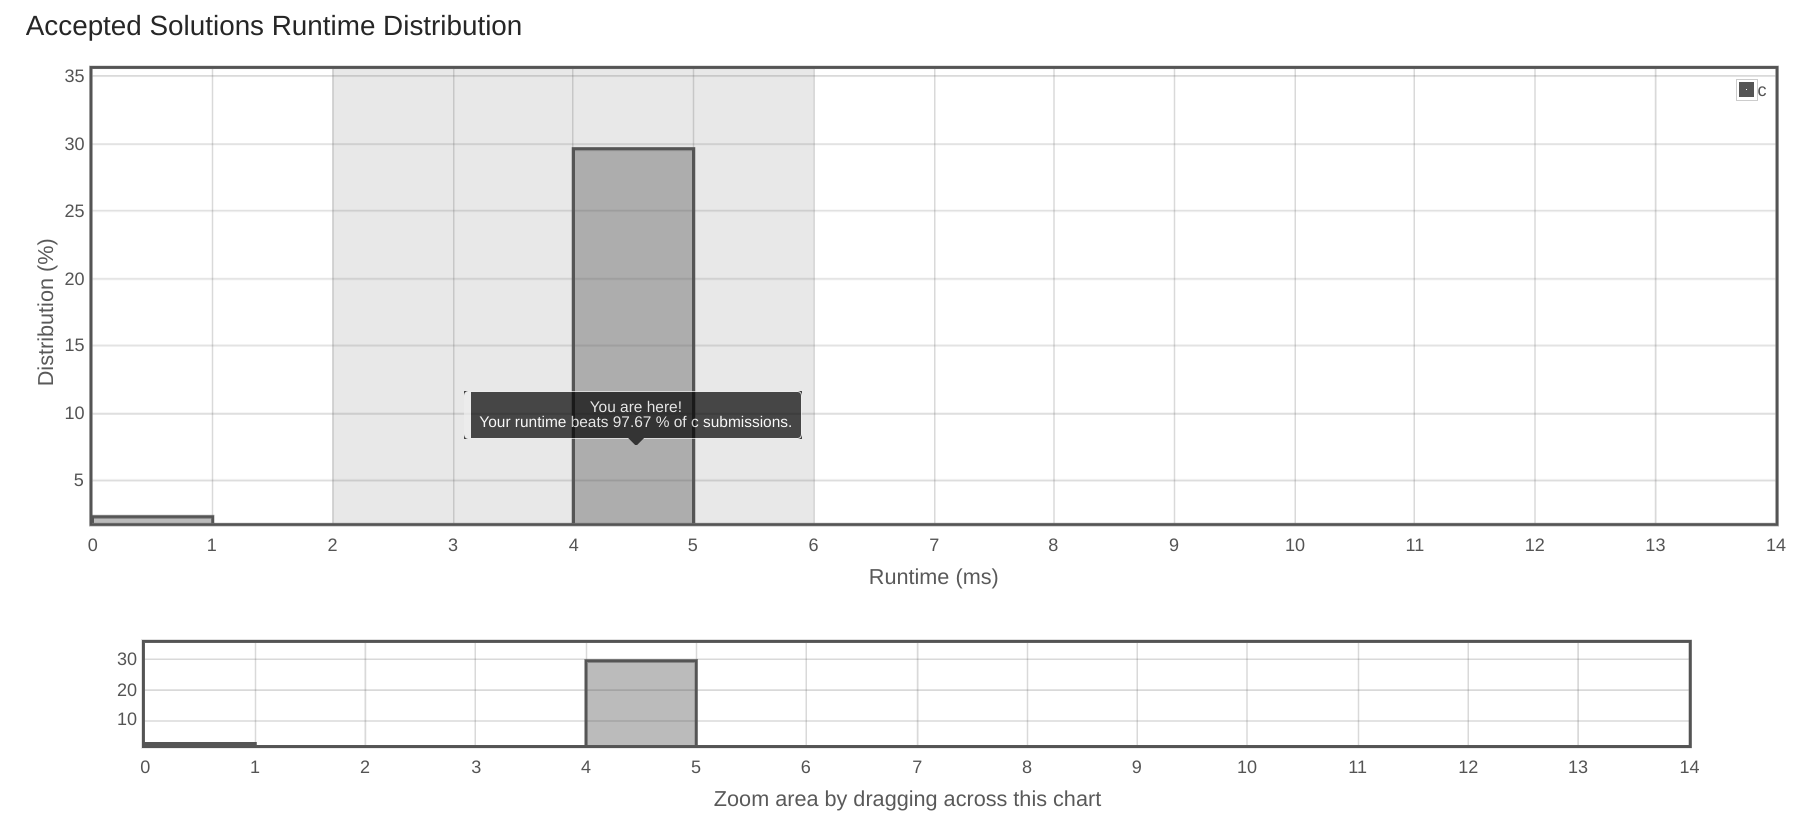 Accepted Solutions Runtime Distribution
35
c
30
25
20
15
10
5
Distribution (%)
You are here!
Your runtime beats 97.67 % of c submissions.
0 1 2 3 4 5 6 7 8 9 10 11 12 13 14
Runtime (ms)
30
20
10
0 1 2 3 4 5 6 7 8 9 10 11 12 13 14
Zoom area by dragging across this chart